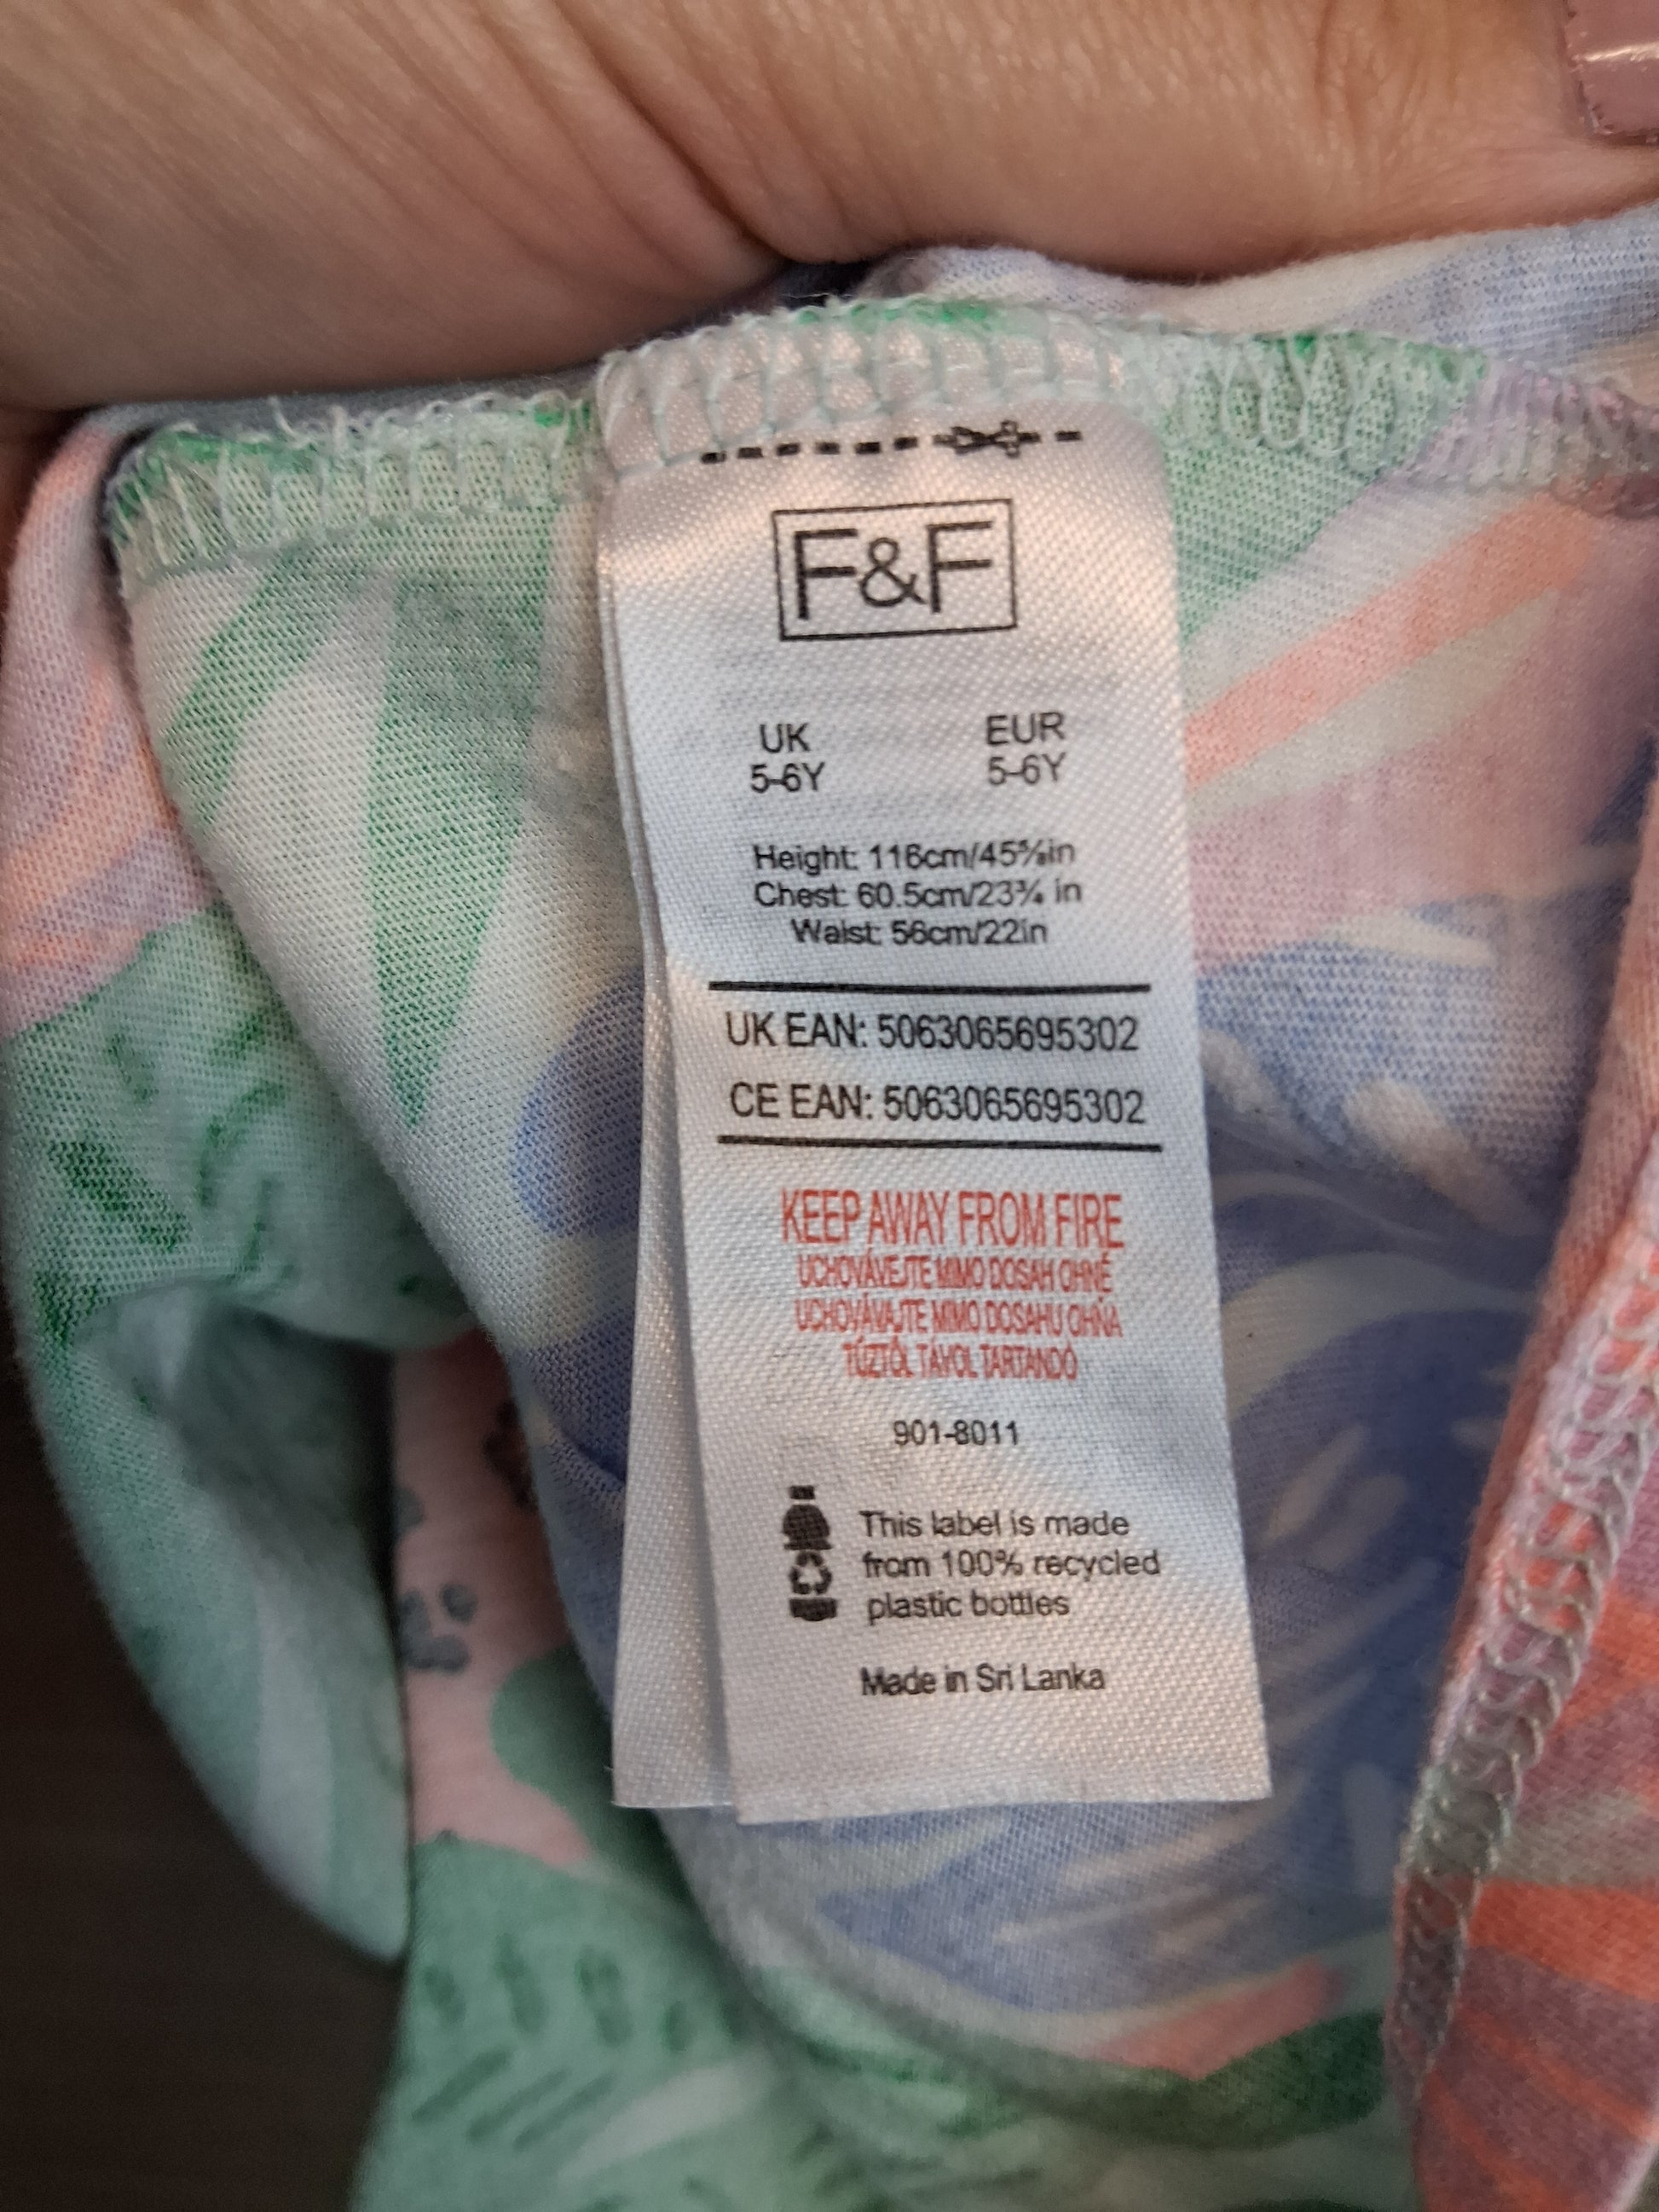 F&F
UK EUR
5-6Y 5-6Y
Height: 116cm/45⅝in
Chest: 60.5cm/23¾ in
Waist: 56cm/22in
UK EAN: 5063065695302
CE EAN: 5063065695302
KEEP AWAY FROM FIRE
UCHOVÁVEJTE MIMO DOSAH OHNĚ
UCHOVÁVAJTE MIMO DOSAHU OHŇA
TŰZTŐL TÁVOL TARTANDÓ
901-8011
This label is made
from 100% recycled
plastic bottles
Made in Sri Lanka